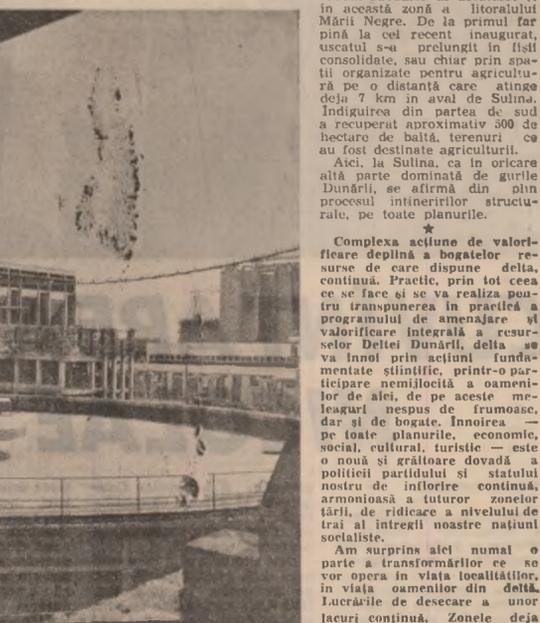 în această zonă a litoralului
Mării Negre. De la primul far
pînă la cel recent inaugurat,
uscatul s-a prelungit în fîșii
consolidate, sau chiar prin spa-
ții organizate pentru agricultu-
ră pe o distanță care atinge
deja 7 km în aval de Sulina.
Indiguirea din partea de sud
a recuperat aproximativ 500 de
hectare de baltă, terenuri ce
au fost destinate agriculturii.
Aici, la Sulina, ca în oricare
altă parte dominată de gurile
Dunării, se afirmă din plin
procesul întineririlor structu-
rale, pe toate planurile.
★
Complexa acțiune de valori-
ficare deplină a bogatelor re-
surse de care dispune delta,
continuă. Practic, prin tot ceea
ce se face și se va realiza pen-
tru transpunerea în practică a
programului de amenajare și
valorificare integrală a resur-
selor Deltei Dunării, delta se
va înnoi prin acțiuni funda-
mentate științific, printr-o par-
ticipare nemijlocită a oameni-
lor de aici, de pe aceste me-
leaguri nespus de frumoase,
dar și de bogate. Înnoirea —
pe toate planurile, economic,
social, cultural, turistic — este
o nouă și grăitoare dovadă a
politicii partidului și statului
nostru de înflorire continuă,
armonioasă a tuturor zonelor
țării, de ridicare a nivelului de
trai al întregii noastre națiuni
socialiste.
Am surprins aici numai o
parte a transformărilor ce se
vor opera în viața localităților,
în viața oamenilor din deltă.
Lucrările de desecare a unor
lacuri continuă. Zonele deja